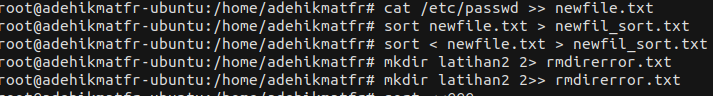 root@adehikmatfr-ubuntu:/home/adehikmatfr# cat /etc/passwd >> newfile.txt
root@adehikmatfr-ubuntu:/home/adehikmatfr# sort newfile.txt > newfil_sort.txt
root@adehikmatfr-ubuntu:/home/adehikmatfr# sort < newfile.txt > newfil_sort.txt
root@adehikmatfr-ubuntu:/home/adehikmatfr# mkdir latihan2 2> rmdirerror.txt
root@adehikmatfr-ubuntu:/home/adehikmatfr# mkdir latihan2 2>> rmdirerror.txt